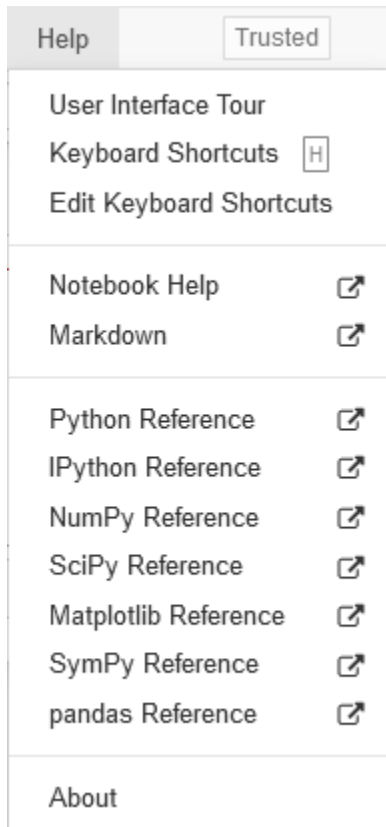 Help Trusted
User Interface Tour
Keyboard Shortcuts H
Edit Keyboard Shortcuts
Notebook Help
Markdown
Python Reference
IPython Reference
NumPy Reference
SciPy Reference
Matplotlib Reference
SymPy Reference
pandas Reference
About